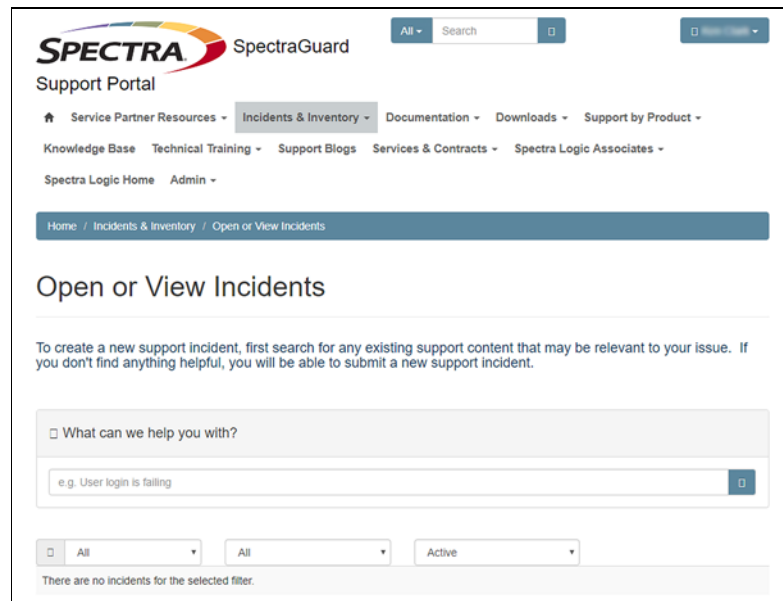 SPECTRA SpectraGuard
All Search
Support Portal
Service Partner Resources Incidents & Inventory Documentation Downloads Support by Product
Knowledge Base Technical Training Support Blogs Services & Contracts Spectra Logic Associates
Spectra Logic Home Admin
Home / Incidents & Inventory / Open or View Incidents
Open or View Incidents
To create a new support incident, first search for any existing support content that may be relevant to your issue. If
you don't find anything helpful, you will be able to submit a new support incident.
What can we help you with?
e.g. User login is failing
All All Active
There are no incidents for the selected filter.